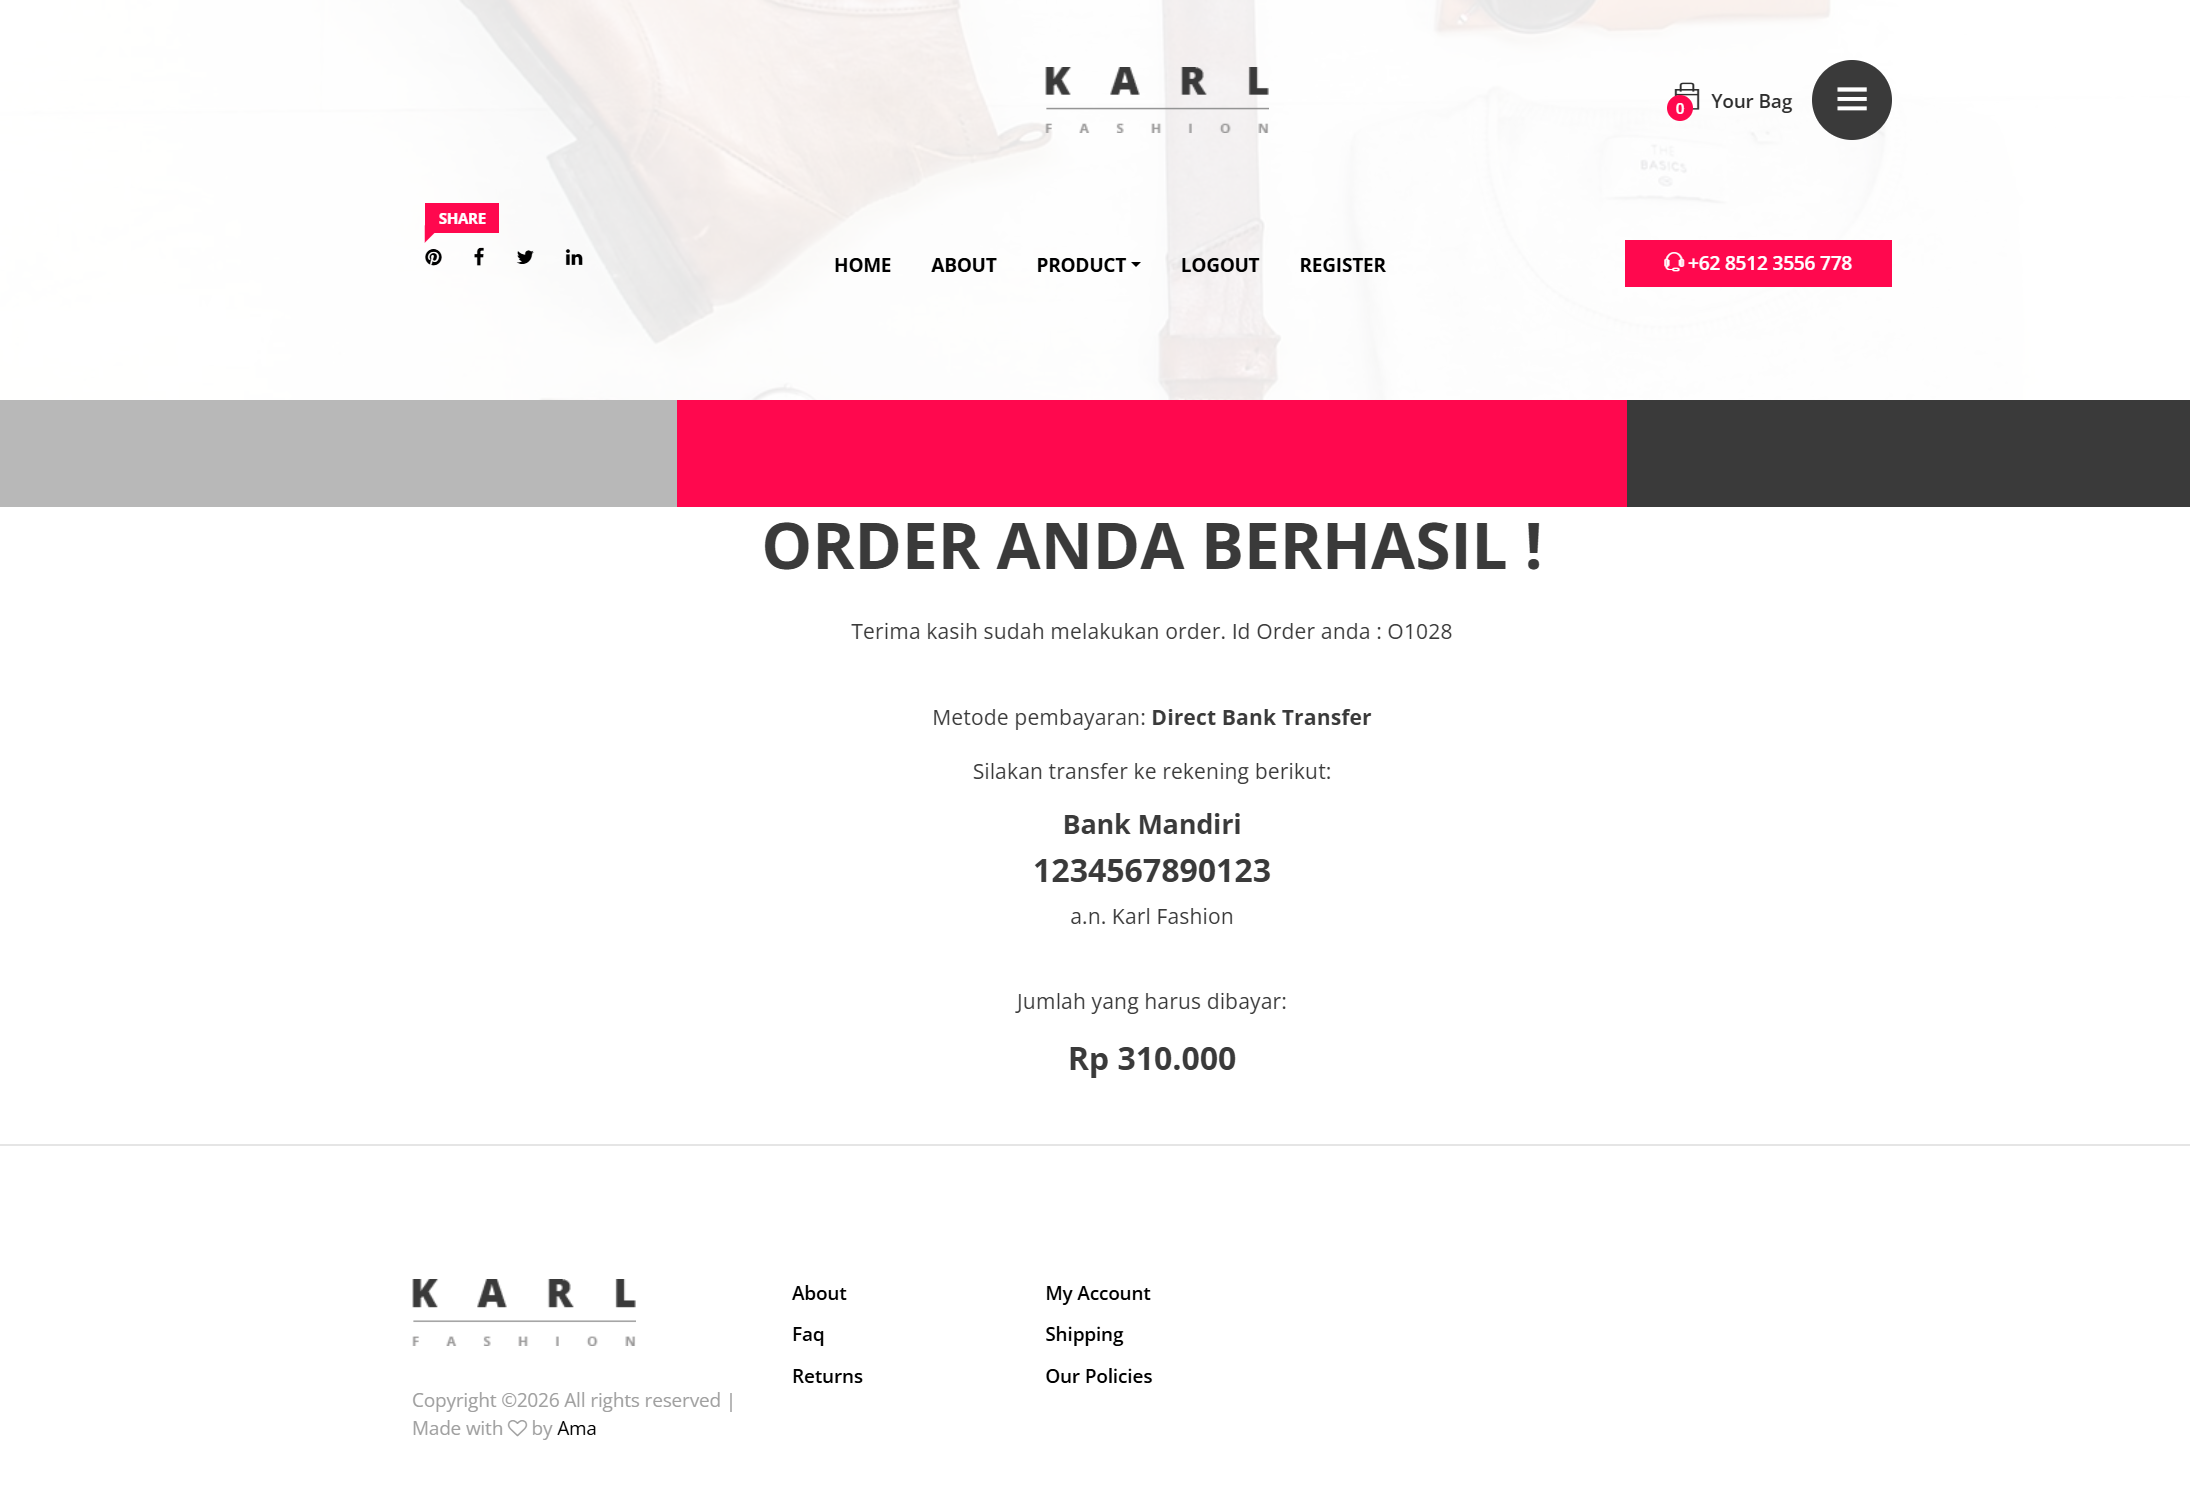 K A R L
F A S H I O N
0 Your Bag
THE
BASICS
SHARE
HOME ABOUT PRODUCT LOGOUT REGISTER
+62 8512 3556 778
ORDER ANDA BERHASIL !
Terima kasih sudah melakukan order. Id Order anda : O1028
Metode pembayaran: Direct Bank Transfer
Silakan transfer ke rekening berikut:
Bank Mandiri
1234567890123
a.n. Karl Fashion
Jumlah yang harus dibayar:
Rp 310.000
K A R L
F A S H I O N
Copyright ©2026 All rights reserved |
Made with ♡ by Ama
About
Faq
Returns
My Account
Shipping
Our Policies